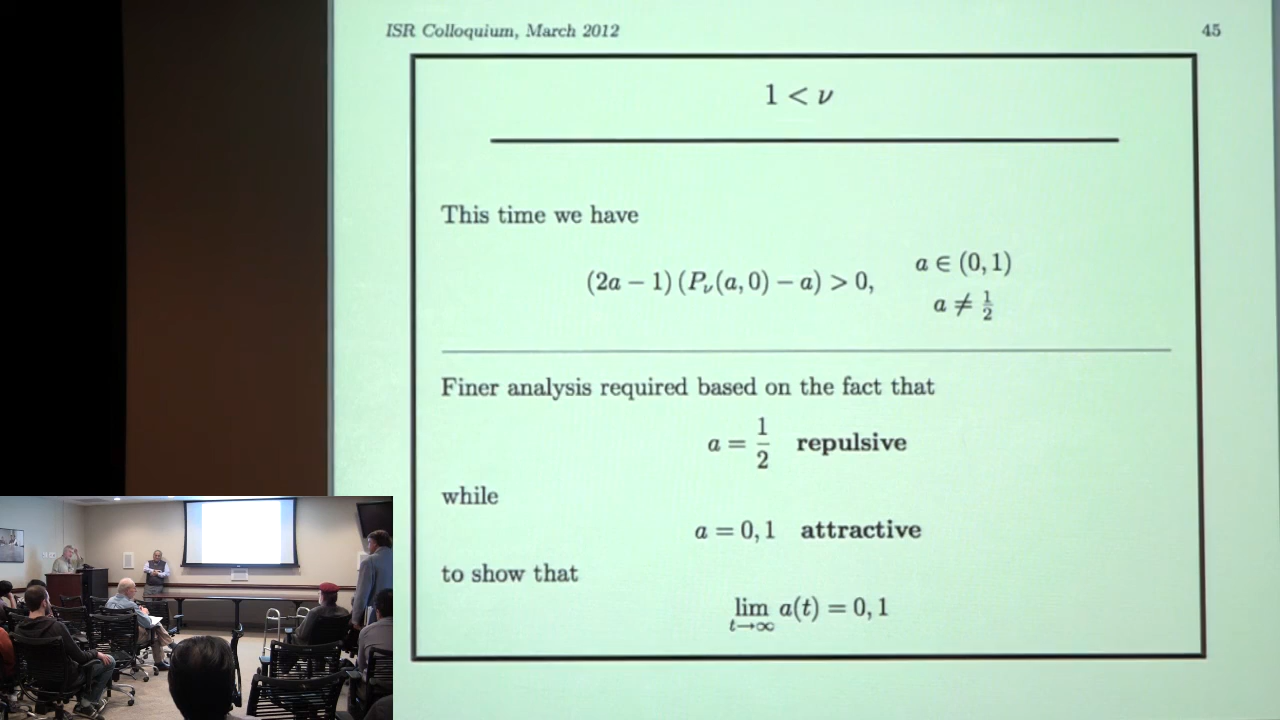 ISR Colloquium, March 2012
45
1 < ν
This time we have
(2a − 1) (P_ν(a, 0) − a) > 0, a ∈ (0, 1)
a ≠ 1/2
Finer analysis required based on the fact that
a = 1/2 repulsive
while
a = 0, 1 attractive
to show that
lim_{t→∞} a(t) = 0, 1